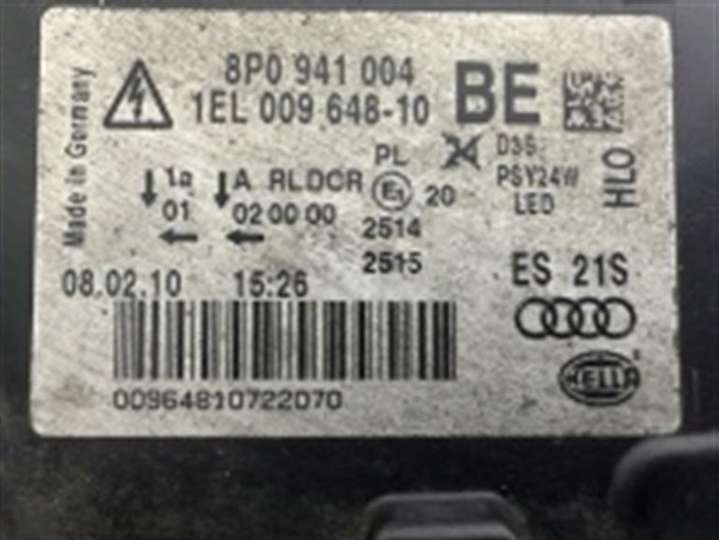 Made in Germany
8P0 941 004
1EL 009 648-10
BE
PL
D3S
PSY24W
LED
HLO
1a
A RLDCR
E1
20
01
02 00 00
2514
2515
08.02.10 15:26
ES 21S
00964810722070
HELLA